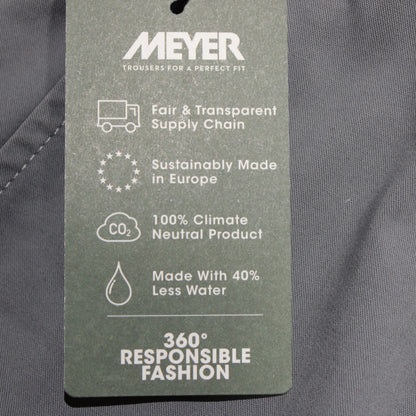 MEYER
TROUSERS FOR A PERFECT FIT
Fair & Transparent
Supply Chain
Sustainably Made
in Europe
CO₂
100% Climate
Neutral Product
Made With 40%
Less Water
360°
RESPONSIBLE
FASHION